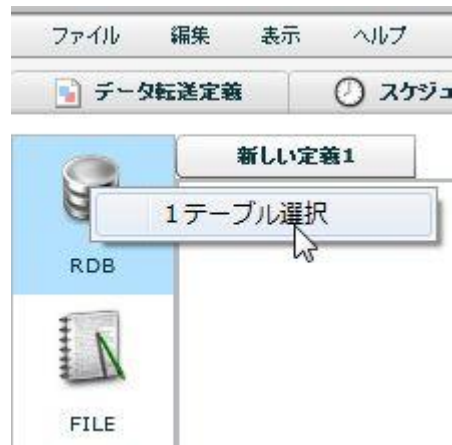 ファイル 編集 表示 ヘルプ
データ転送定義 スケジュ
新しい定義1
1テーブル選択
RDB
FILE